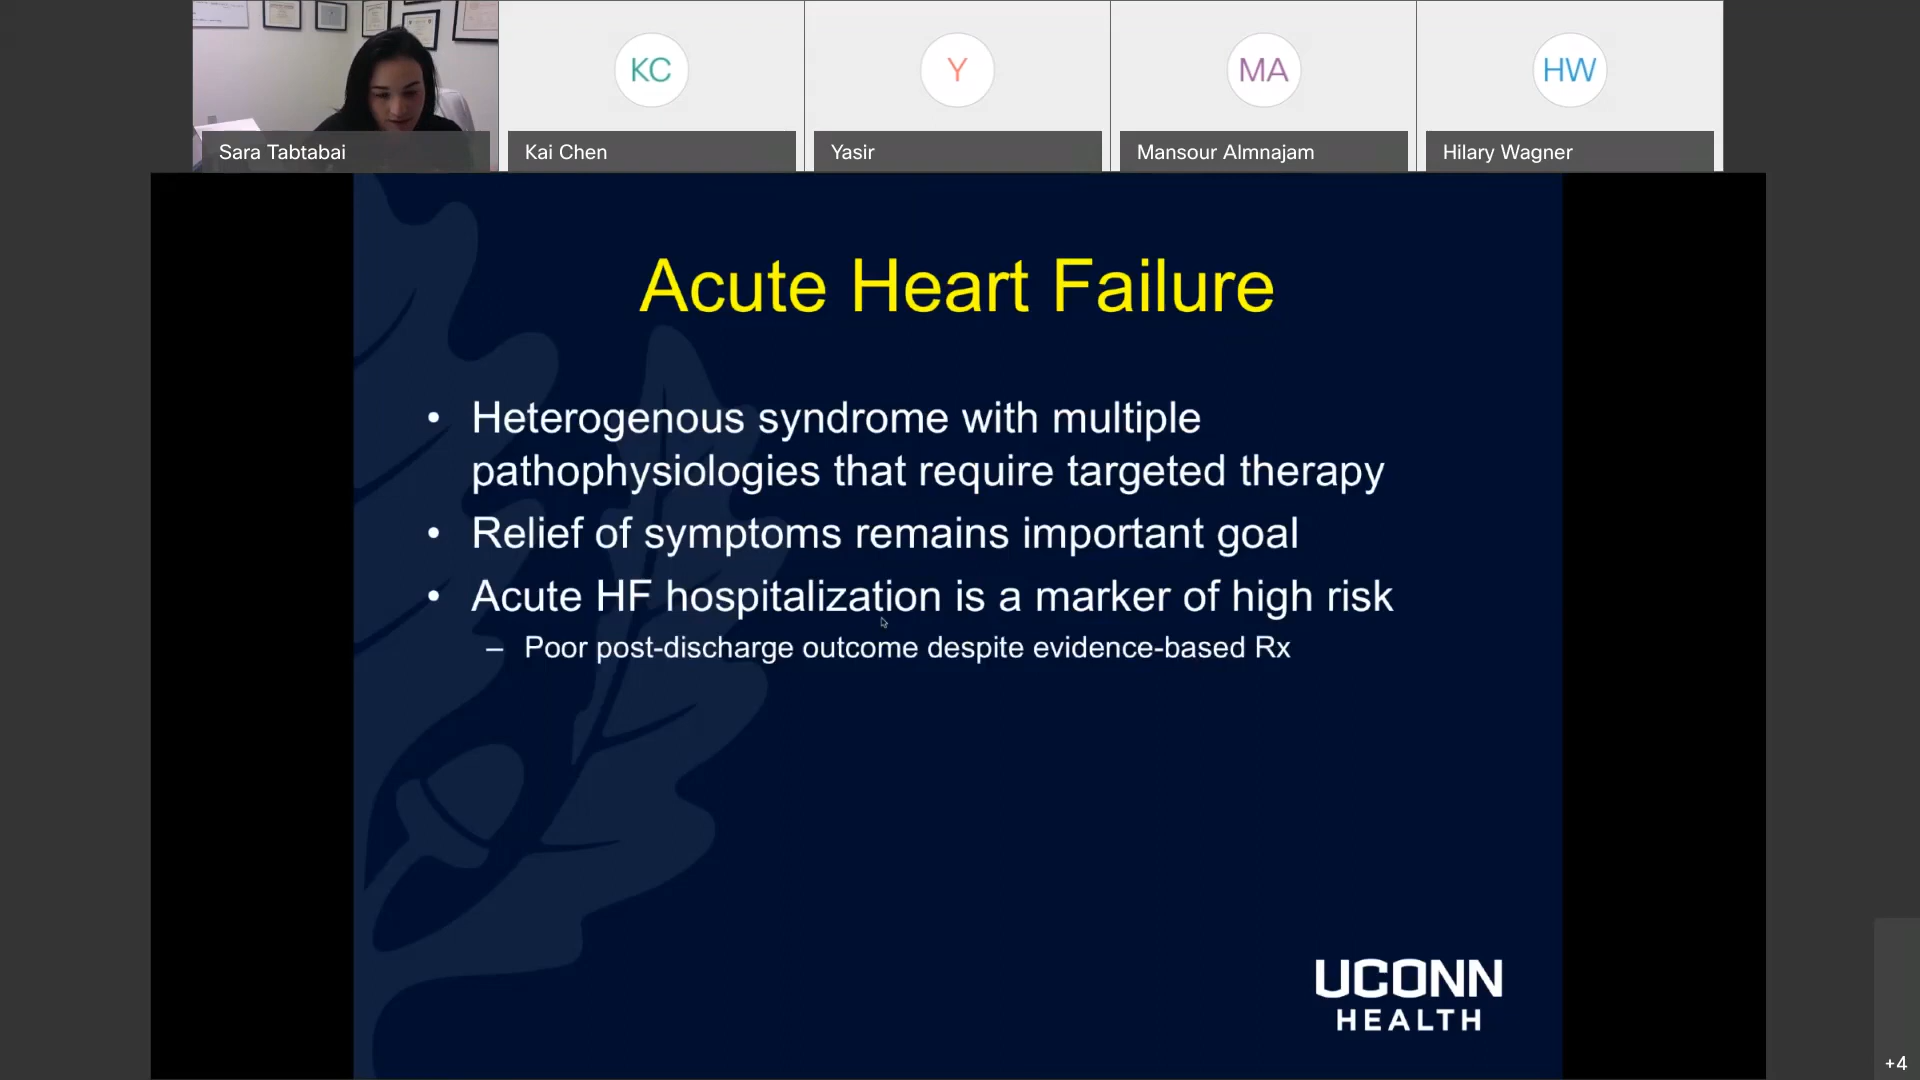 KC
Y
MA
HW
Sara Tabtabai
Kai Chen
Yasir
Mansour Almnajam
Hilary Wagner
Acute Heart Failure
• Heterogenous syndrome with multiple
pathophysiologies that require targeted therapy
• Relief of symptoms remains important goal
• Acute HF hospitalization is a marker of high risk
– Poor post-discharge outcome despite evidence-based Rx
UCONN
HEALTH
+4